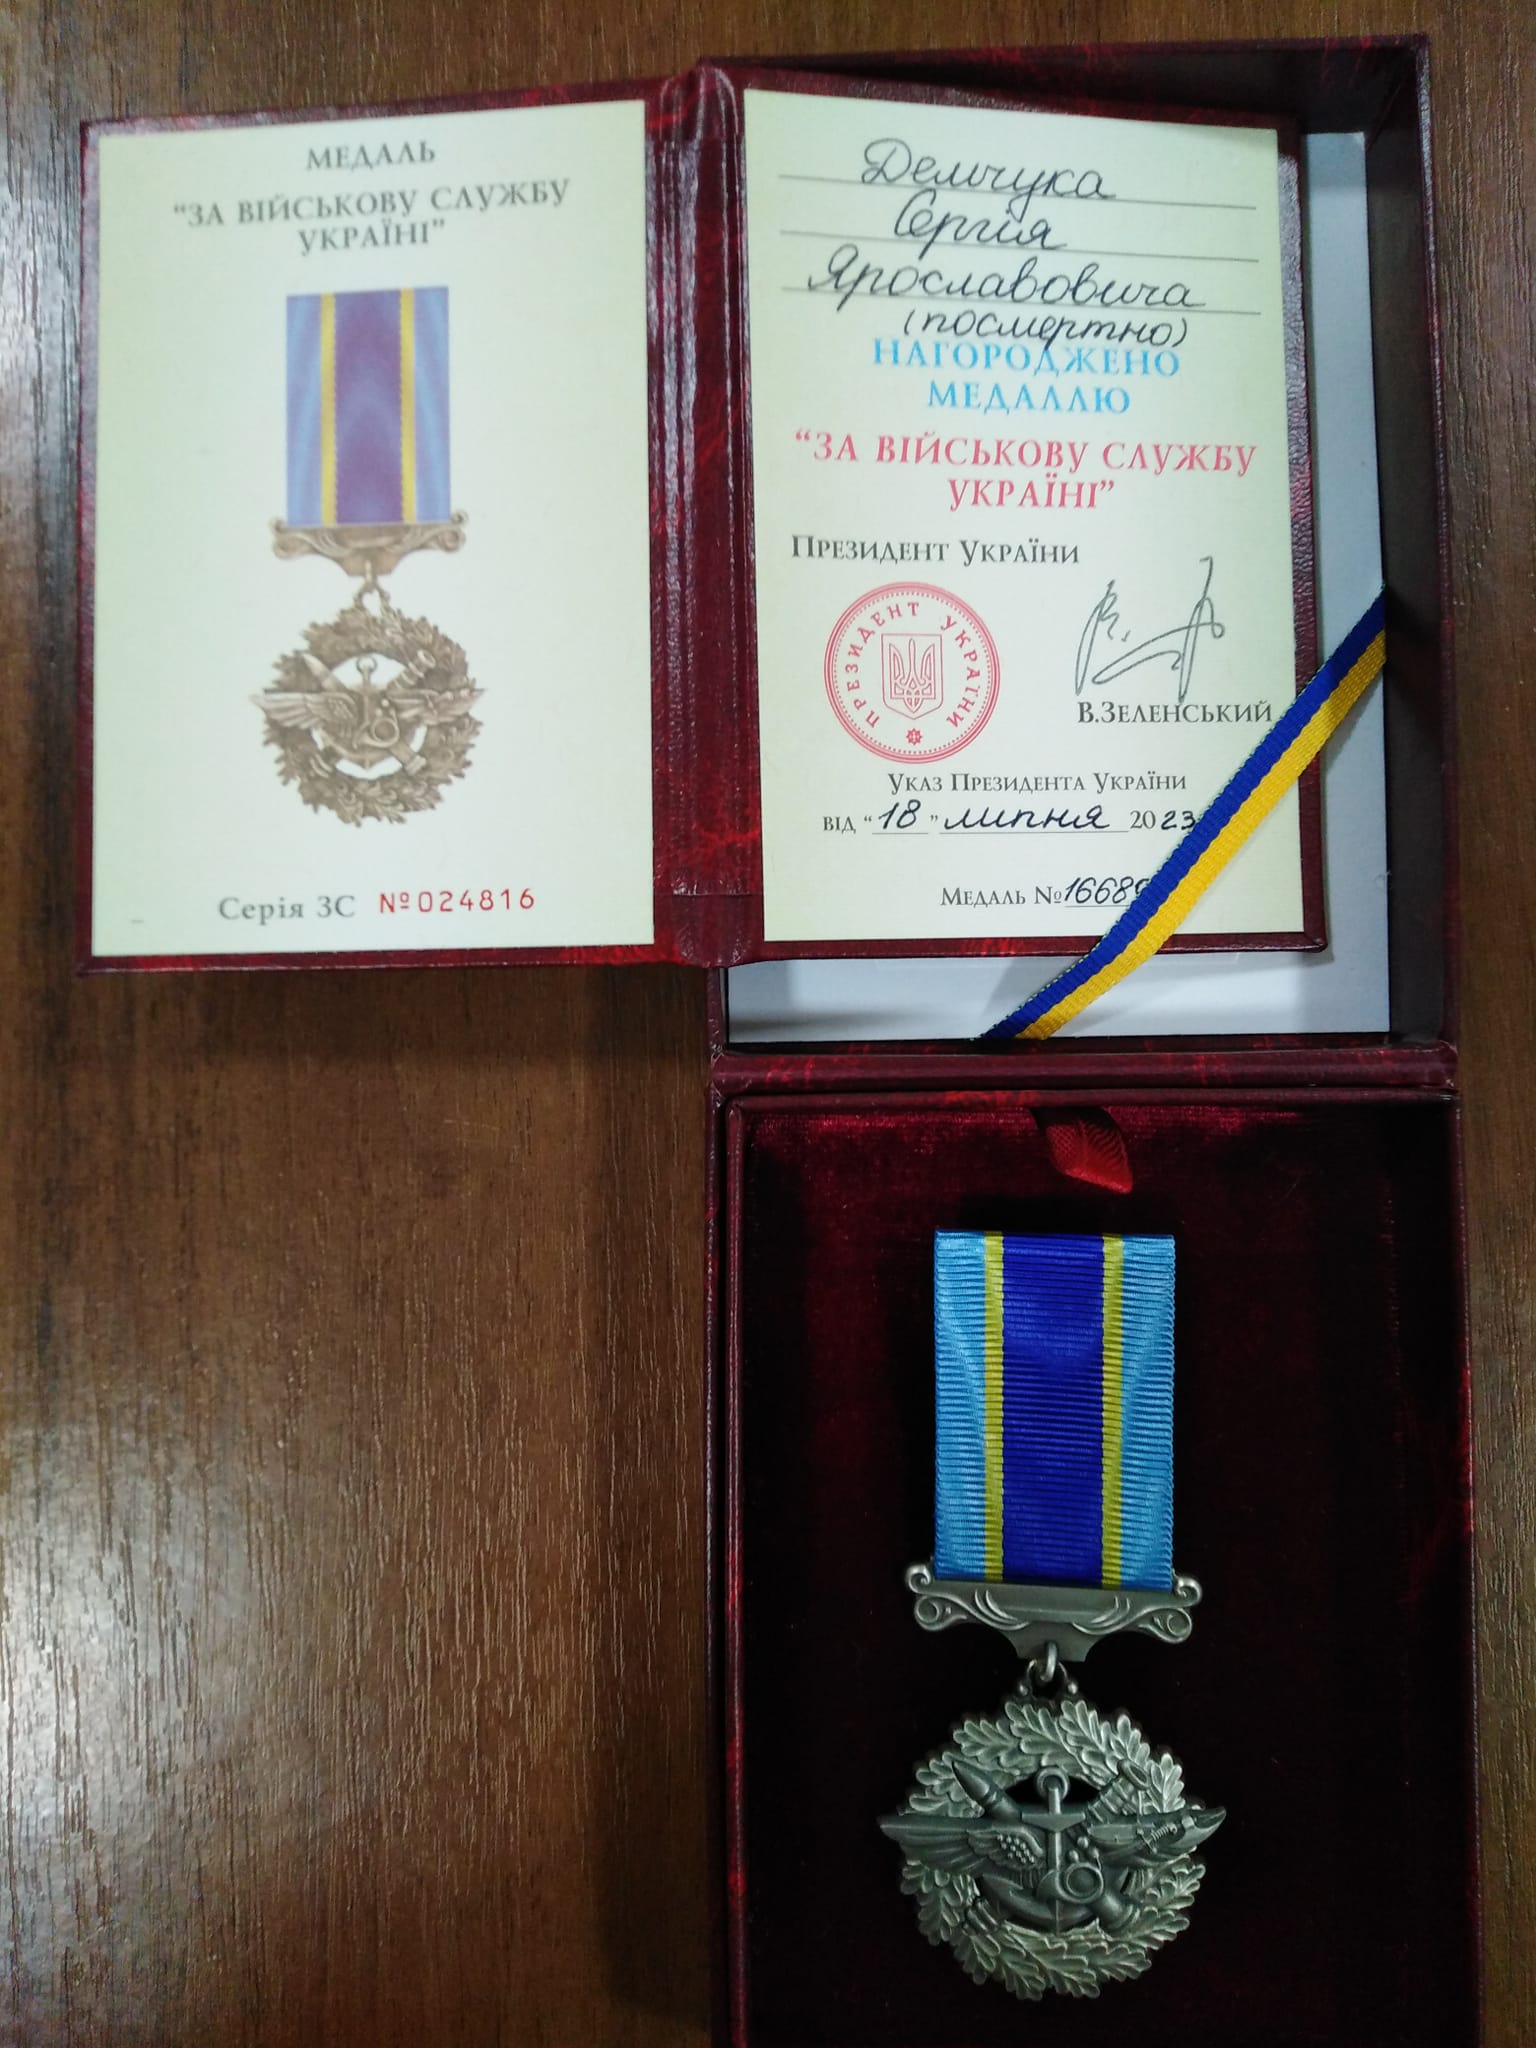 МЕДАЛЬ
"ЗА ВІЙСЬКОВУ СЛУЖБУ
УКРАЇНІ"
Серія ЗС №024816
Демчука
Сергія
Ярославовича
(посмертно)
НАГОРОДЖЕНО
МЕДАЛЛЮ
"ЗА ВІЙСЬКОВУ СЛУЖБУ
УКРАЇНІ"
ПРЕЗИДЕНТ УКРАЇНИ
ПРЕЗИДЕНТ УКРАЇНИ
В.ЗЕЛЕНСЬКИЙ
УКАЗ ПРЕЗИДЕНТА УКРАЇНИ
ВІД "18" липня 2023
МЕДАЛЬ №